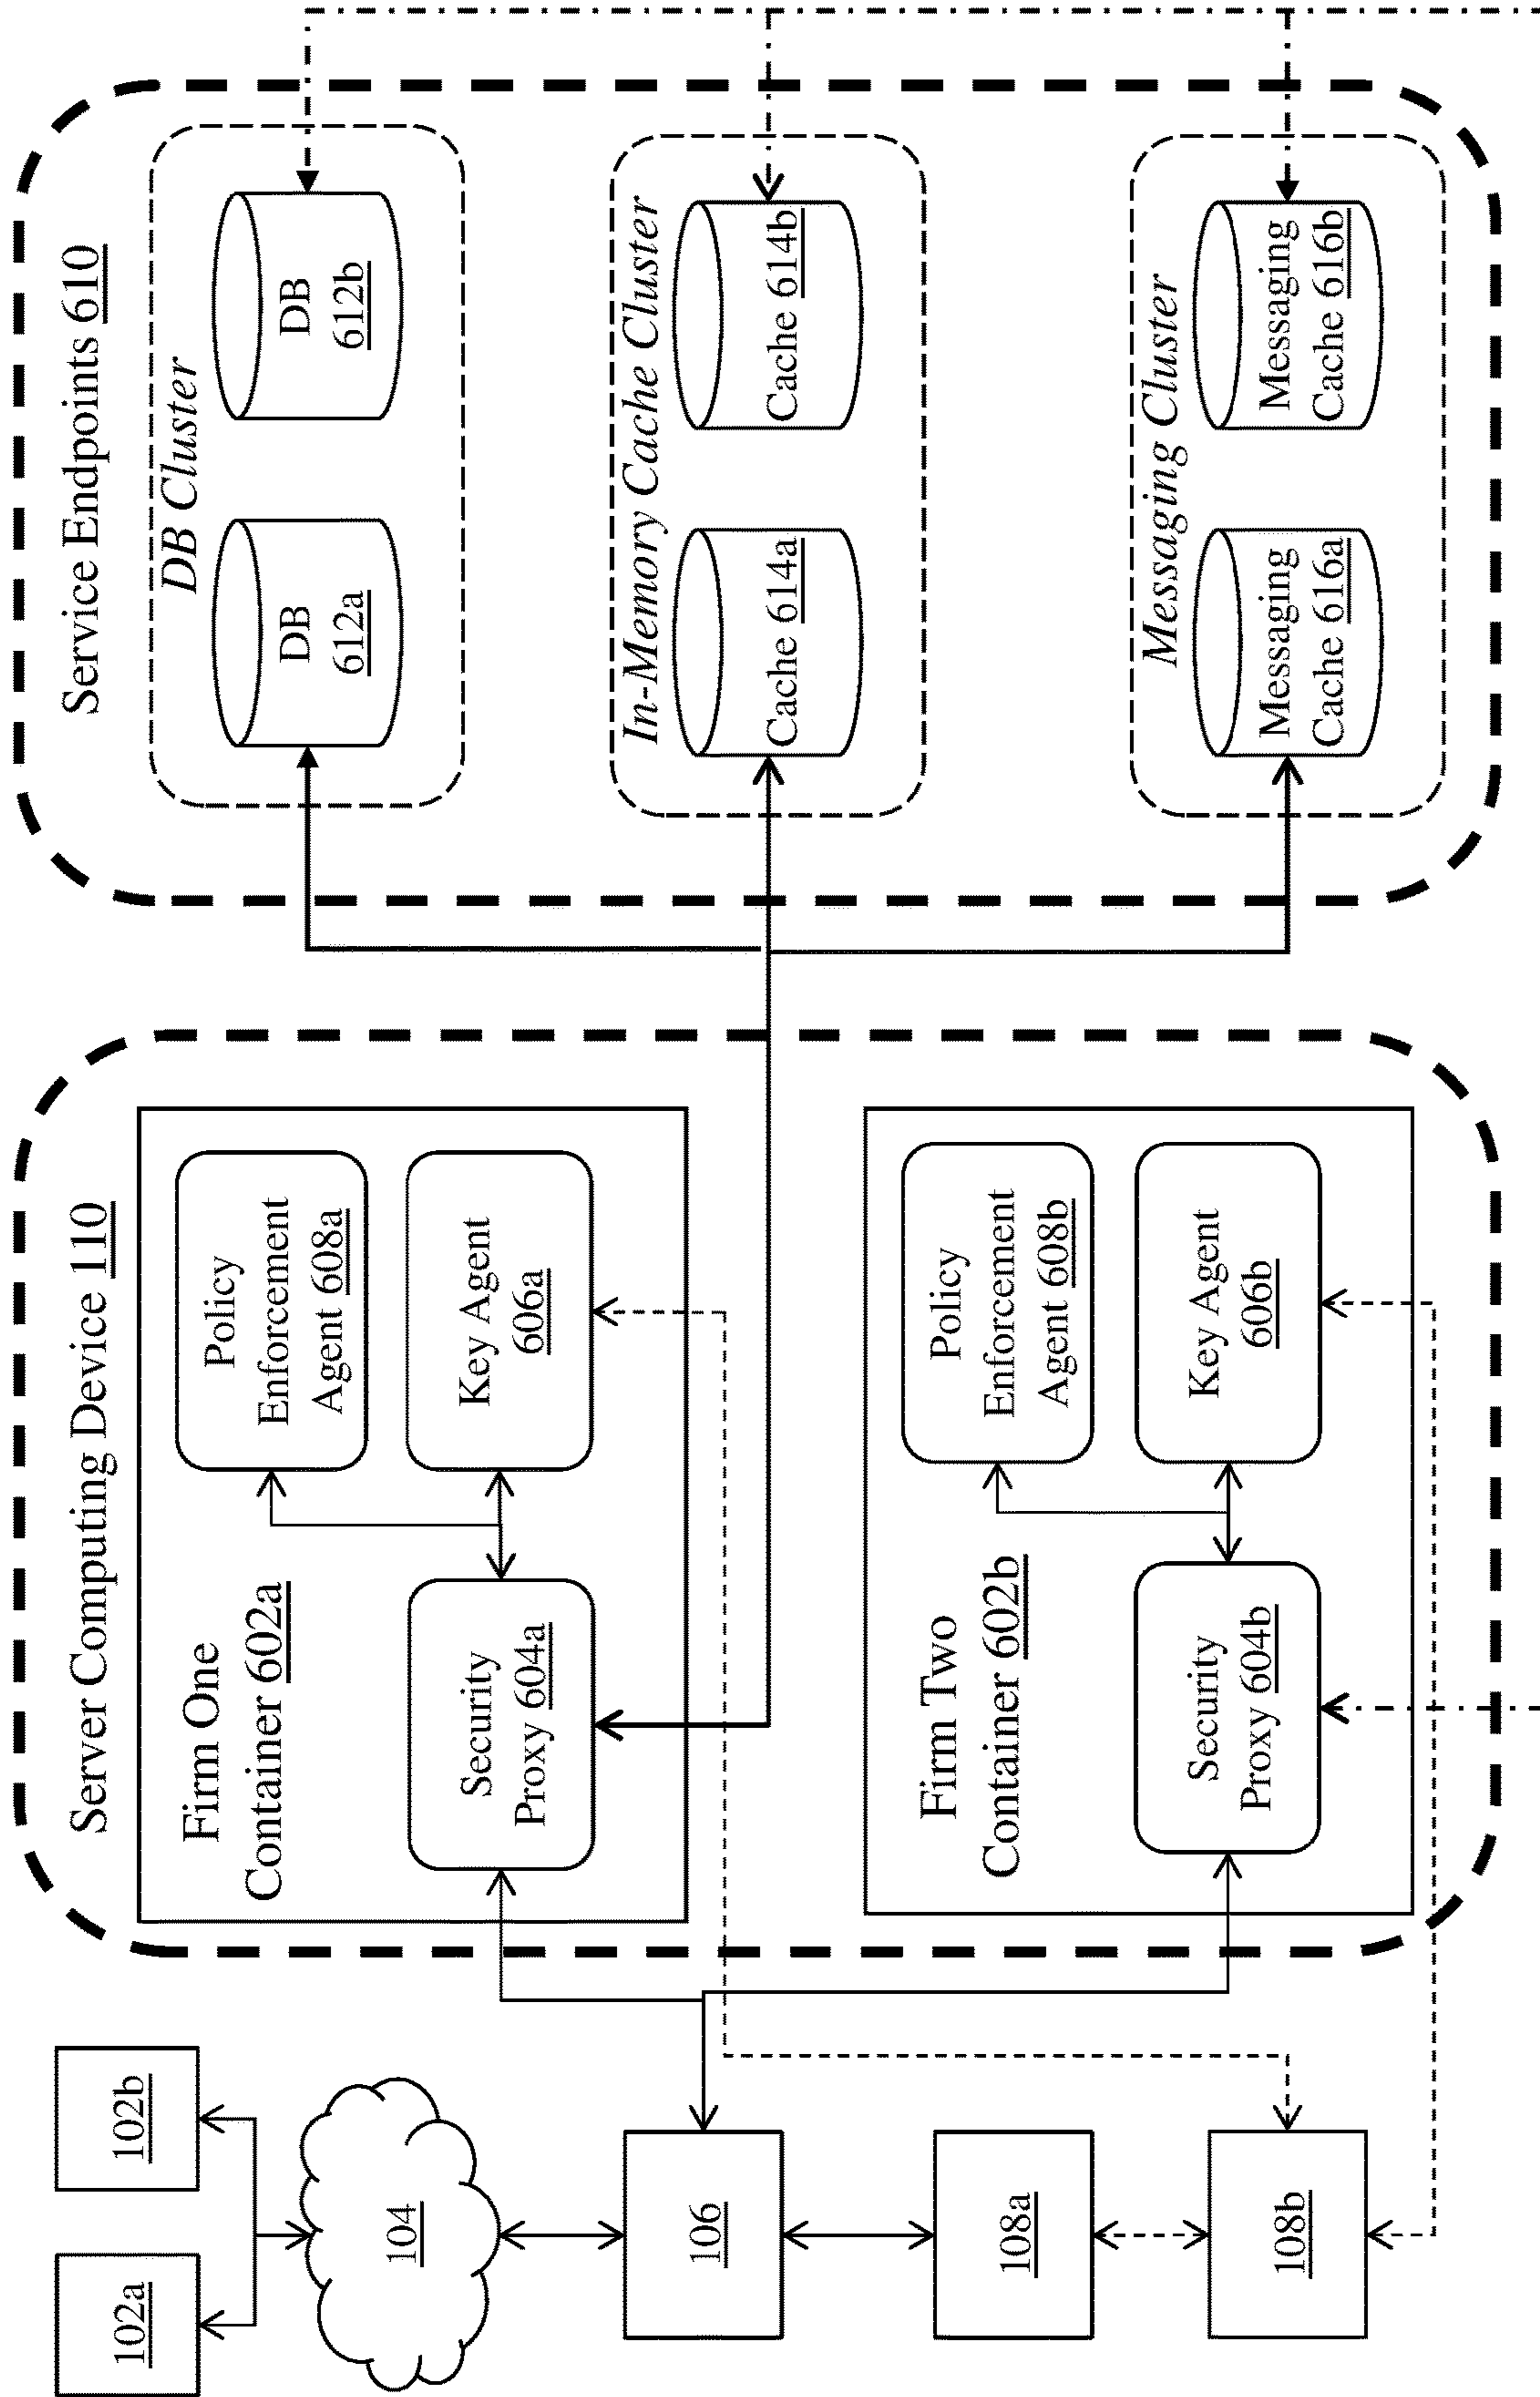 102a
102b
104
106
108a
108b
Server Computing Device 110
Firm One
Container 602a
Policy
Enforcement
Agent 608a
Security
Proxy 604a
Key Agent
606a
Firm Two
Container 602b
Policy
Enforcement
Agent 608b
Security
Proxy 604b
Key Agent
606b
Service Endpoints 610
DB Cluster
DB
612a
DB
612b
In-Memory Cache Cluster
Cache 614a
Cache 614b
Messaging Cluster
Messaging
Cache 616a
Messaging
Cache 616b